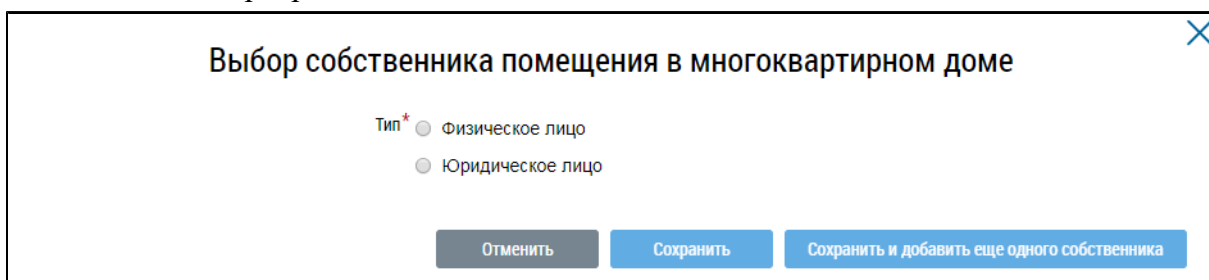 Выбор собственника помещения в многоквартирном доме
Тип* Физическое лицо
Юридическое лицо
Отменить Сохранить Сохранить и добавить еще одного собственника